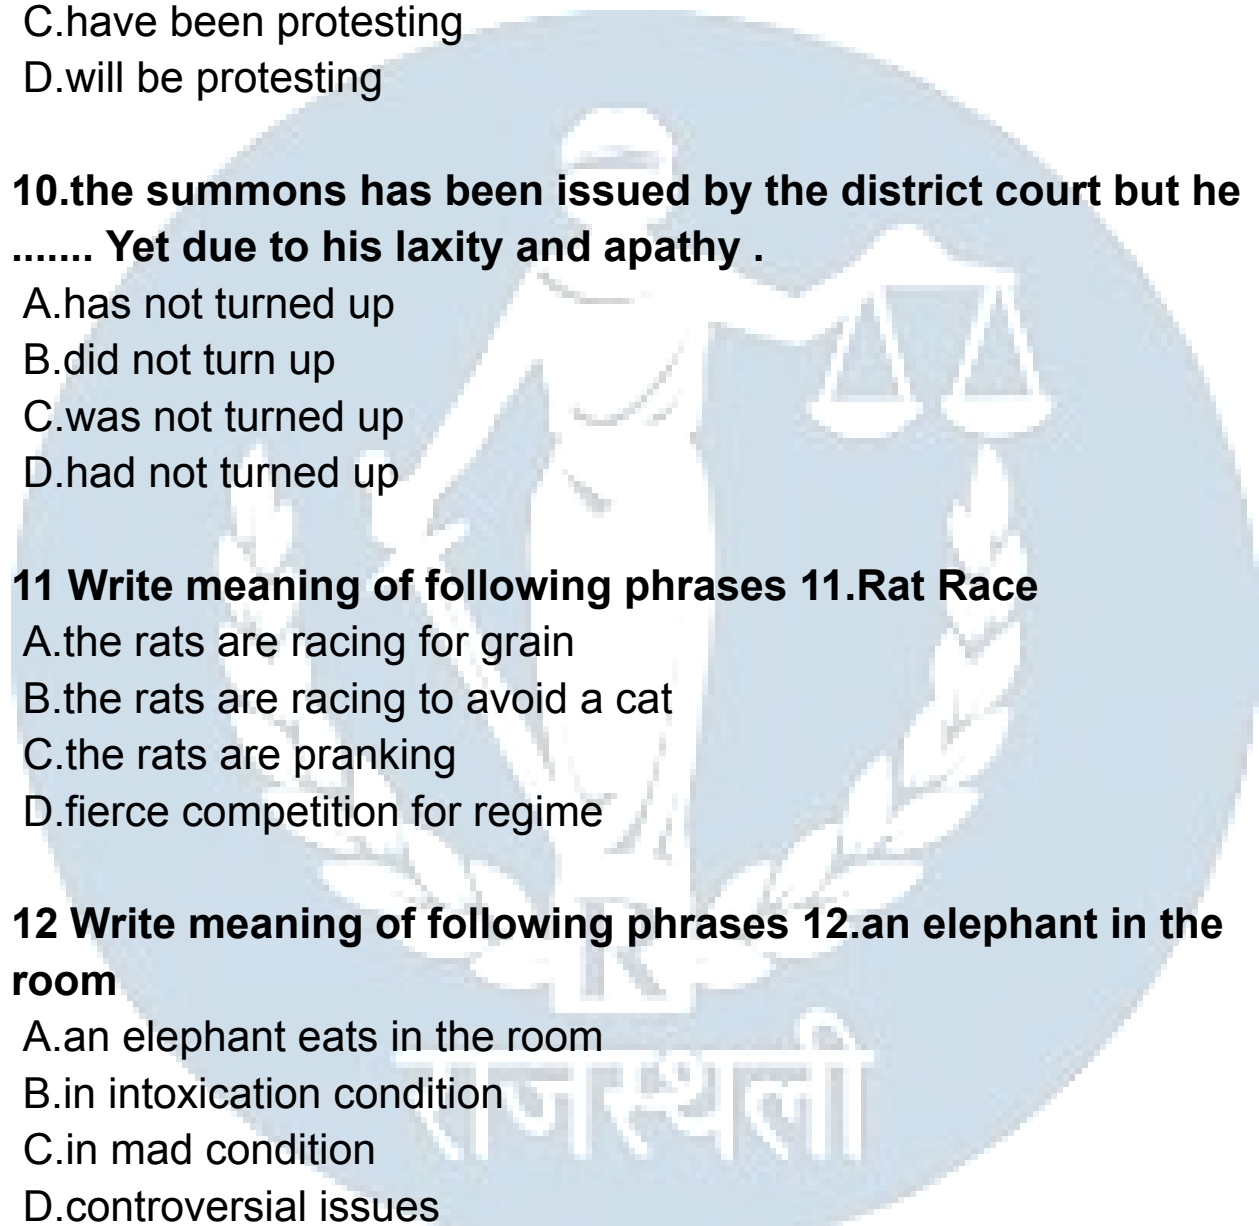 C.have been protesting
D.will be protesting
10.the summons has been issued by the district court but he
....... Yet due to his laxity and apathy .
A.has not turned up
B.did not turn up
C.was not turned up
D.had not turned up
11 Write meaning of following phrases 11.Rat Race
A.the rats are racing for grain
B.the rats are racing to avoid a cat
C.the rats are pranking
D.fierce competition for regime
12 Write meaning of following phrases 12.an elephant in the
room
A.an elephant eats in the room
B.in intoxication condition
C.in mad condition
D.controversial issues
R
राजस्थली